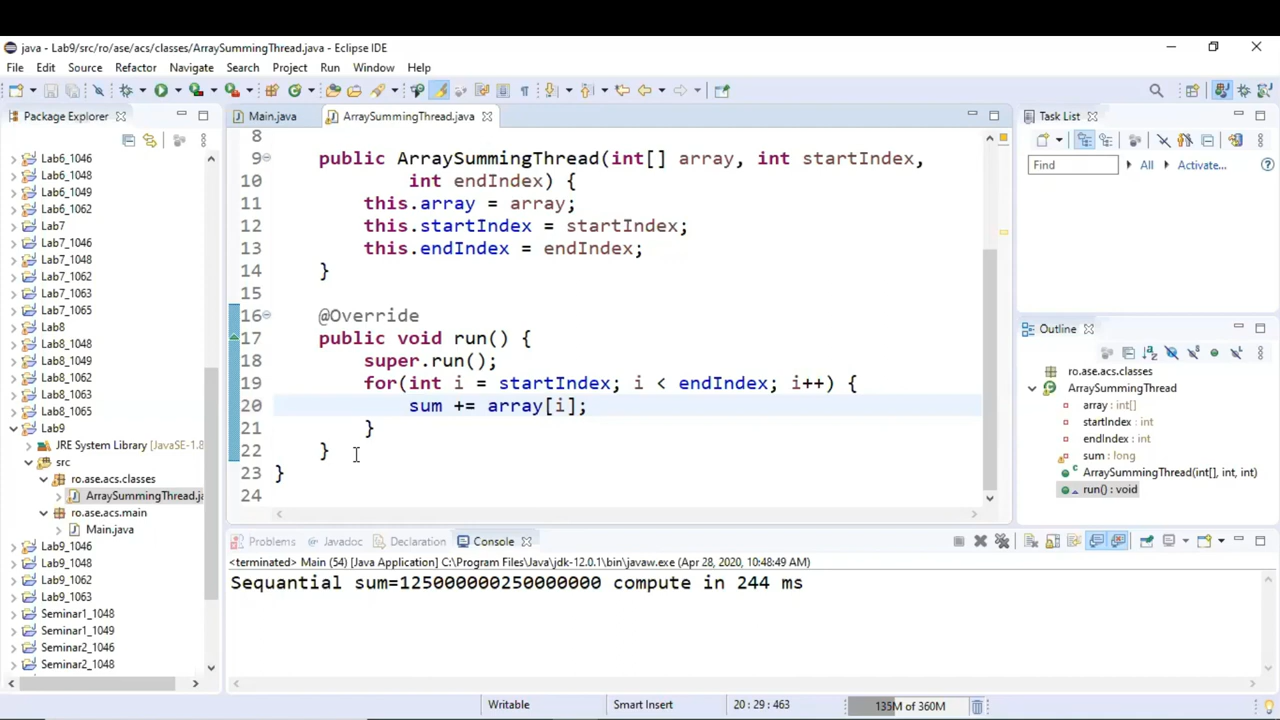 java - Lab9/src/ro/ase/acs/classes/ArraySummingThread.java - Eclipse IDE
File Edit Source Refactor Navigate Search Project Run Window Help
Package Explorer
Lab6_1046
Lab6_1048
Lab6_1049
Lab6_1062
Lab7
Lab7_1046
Lab7_1048
Lab7_1062
Lab7_1063
Lab7_1065
Lab8
Lab8_1048
Lab8_1049
Lab8_1062
Lab8_1065
Lab9
JRE System Library [JavaSE-1.8
src
ro.ase.acs.classes
ArraySummingThread.ja
ro.ase.acs.main
Main.java
Lab9_1046
Lab9_1048
Lab9_1062
Lab9_1063
Seminar1_1048
Seminar1_1049
Seminar2_1046
Seminar2_1048
Main.java ArraySummingThread.java
8
9 public ArraySummingThread(int[] array, int startIndex,
10 int endIndex) {
11 this.array = array;
12 this.startIndex = startIndex;
13 this.endIndex = endIndex;
14 }
15
16 @Override
17 public void run() {
18 super.run();
19 for(int i = startIndex; i < endIndex; i++) {
20 sum += array[i];
21 }
22 }
23 }
24
Task List
Find All Activate...
Outline
ro.ase.acs.classes
ArraySummingThread
array : int[]
startIndex : int
endIndex : int
sum : long
ArraySummingThread(int[], int, int)
run() : void
Problems Javadoc Declaration Console
<terminated> Main (54) [Java Application] C:\Program Files\Java\jdk-12.0.1\bin\javaw.exe (Apr 28, 2020 - 10:48:49 AM)
Sequantial sum=125000000250000000 compute in 244 ms
Writable Smart Insert 20 : 29 : 463 135M of 360M